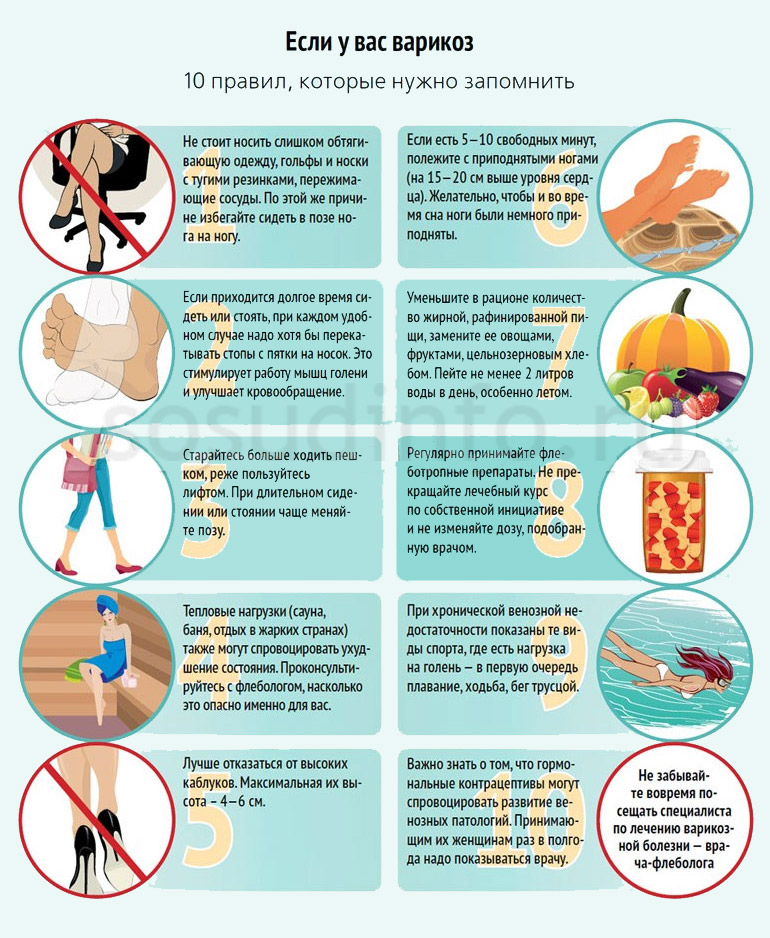 Если у вас варикоз
10 правил, которые нужно запомнить
1
Не стоит носить слишком обтяги-
вающую одежду, гольфы и носки
с тугими резинками, пережима-
ющие сосуды. По этой же причи-
не избегайте сидеть в позе но-
га на ногу.
2
Если приходится долгое время си-
деть или стоять, при каждом удоб-
ном случае надо хотя бы перека-
тывать стопы с пятки на носок. Это
стимулирует работу мышц голени
и улучшает кровообращение.
3
Старайтесь больше ходить пеш-
ком, реже пользуйтесь
лифтом. При длительном сиде-
нии или стоянии чаще меняй-
те позу.
4
Тепловые нагрузки (сауна,
баня, отдых в жарких странах)
также могут спровоцировать ухуд-
шение состояния. Проконсульти-
руйтесь с флебологом, насколько
это опасно именно для вас.
5
Лучше отказаться от высоких
каблуков. Максимальная их вы-
сота – 4—6 см.
6
Если есть 5—10 свободных минут,
полежите с приподнятыми ногами
(на 15—20 см выше уровня серд-
ца). Желательно, чтобы и во вре-
мя сна ноги были немного при-
подняты.
7
Уменьшите в рационе количест-
во жирной, рафинированной пи-
щи, замените ее овощами,
фруктами, цельнозерновым хле-
бом. Пейте не менее 2 литров
воды в день, особенно летом.
8
Регулярно принимайте фле-
ботропные препараты. Не пре-
кращайте лечебный курс
по собственной инициативе
и не изменяйте дозу, подобран-
ную врачом.
9
При хронической венозной не-
достаточности показаны те ви-
ды спорта, где есть нагрузка
на голень — в первую очередь
плавание, ходьба, бег трусцой.
10
Важно знать о том, что гормо-
нальные контрацептивы могут
спровоцировать развитие ве-
нозных патологий. Принимаю-
щим их женщинам раз в полго-
да надо показываться врачу.
Не забывай-
те вовремя по-
сещать специалиста
по лечению варикоз-
ной болезни — вра-
ча-флеболога
sosudinfo.ru